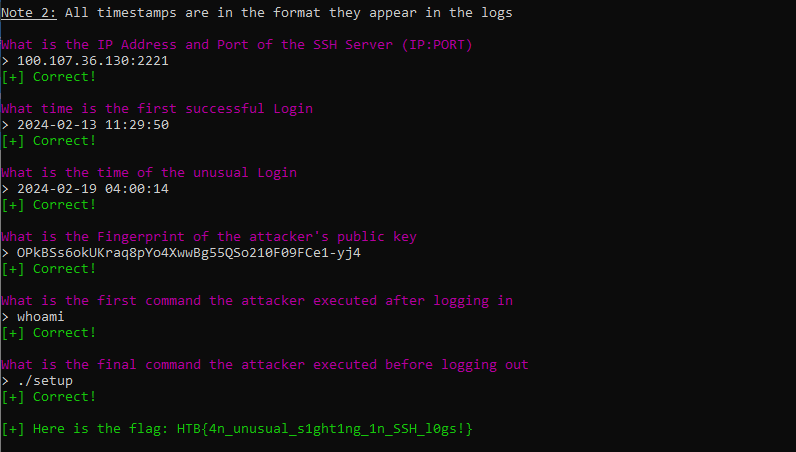 Note 2: All timestamps are in the format they appear in the logs
What is the IP Address and Port of the SSH Server (IP:PORT)
> 100.107.36.130:2221
[+] Correct!
What time is the first successful Login
> 2024-02-13 11:29:50
[+] Correct!
What is the time of the unusual Login
> 2024-02-19 04:00:14
[+] Correct!
What is the Fingerprint of the attacker's public key
> OPkBSs6okUKraq8pYo4XwwBg55QSo210F09FCe1-yj4
[+] Correct!
What is the first command the attacker executed after logging in
> whoami
[+] Correct!
What is the final command the attacker executed before logging out
> ./setup
[+] Correct!
[+] Here is the flag: HTB{4n_unusual_s1ght1ng_1n_SSH_l0gs!}